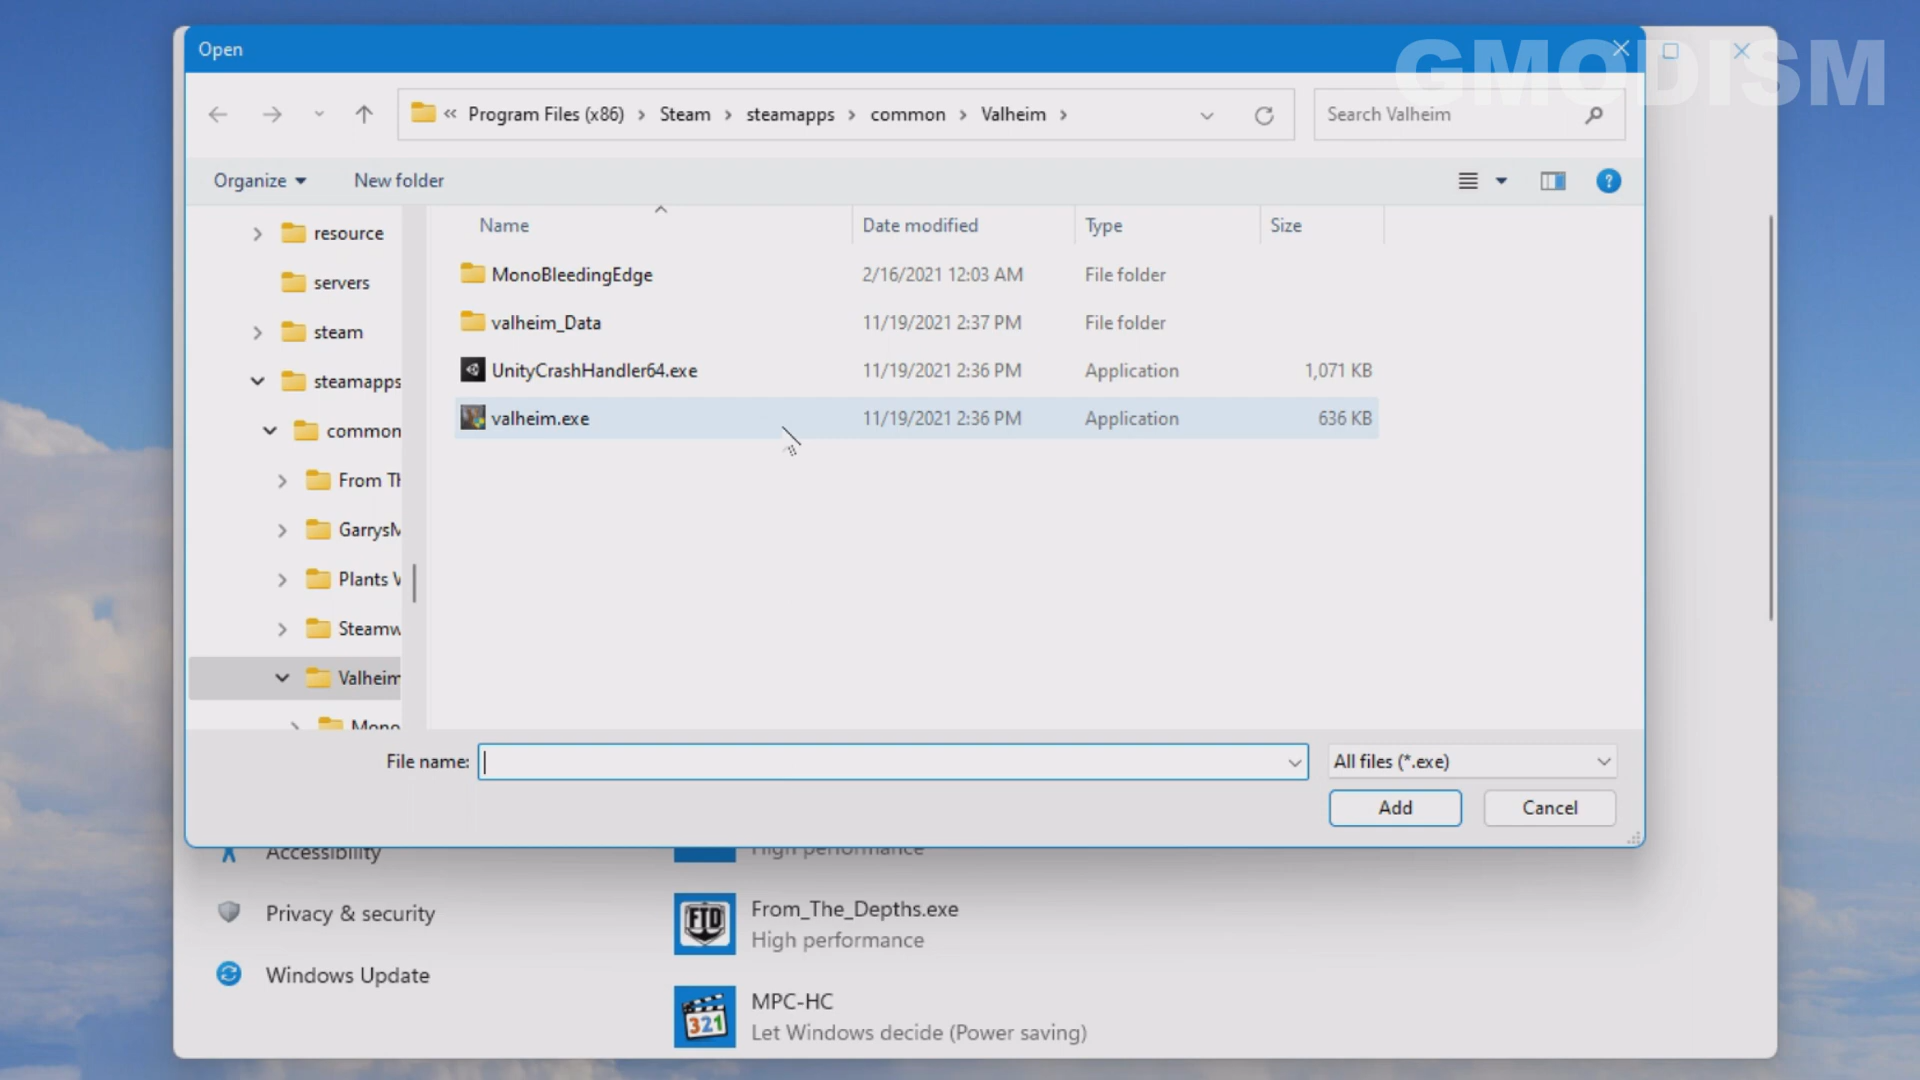 Open
GMODISM
« Program Files (x86) › Steam › steamapps › common › Valheim ›
Search Valheim
Organize
New folder
?
Name
Date modified
Type
Size
resource
servers
steam
steamapps
common
From Th
GarrysM
Plants V
Steamw
Valheim
Mono
MonoBleedingEdge 2/16/2021 12:03 AM File folder
valheim_Data 11/19/2021 2:37 PM File folder
UnityCrashHandler64.exe 11/19/2021 2:36 PM Application 1,071 KB
valheim.exe 11/19/2021 2:36 PM Application 636 KB
File name:
All files (*.exe)
Add
Cancel
Accessibility
Privacy & security
Windows Update
High performance
FTD
From_The_Depths.exe
High performance
321
MPC-HC
Let Windows decide (Power saving)